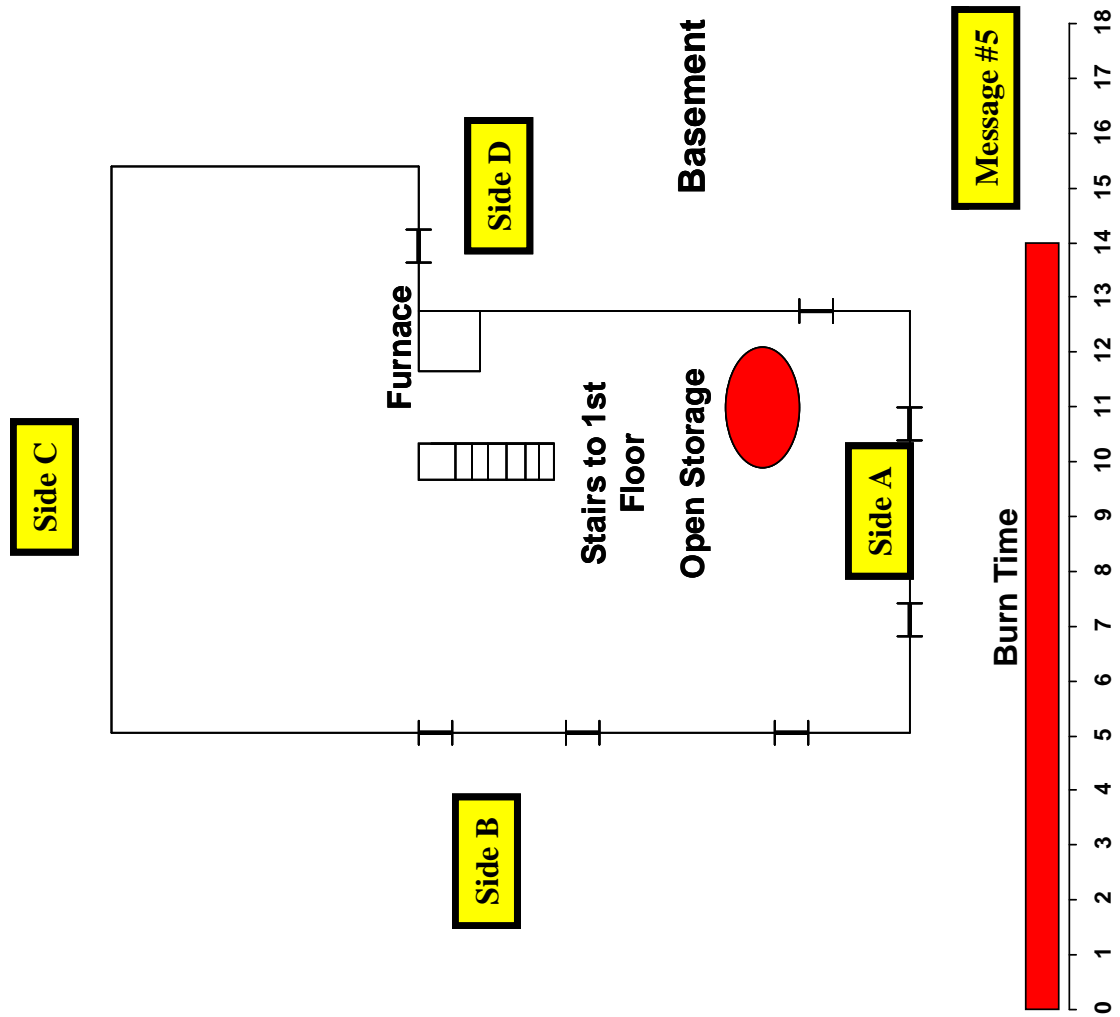 Side C
Furnace
Side D
Stairs to 1st
Floor
Side B
Open Storage
Basement
Side A
Message #5
Burn Time
0 1 2 3 4 5 6 7 8 9 10 11 12 13 14 15 16 17 18